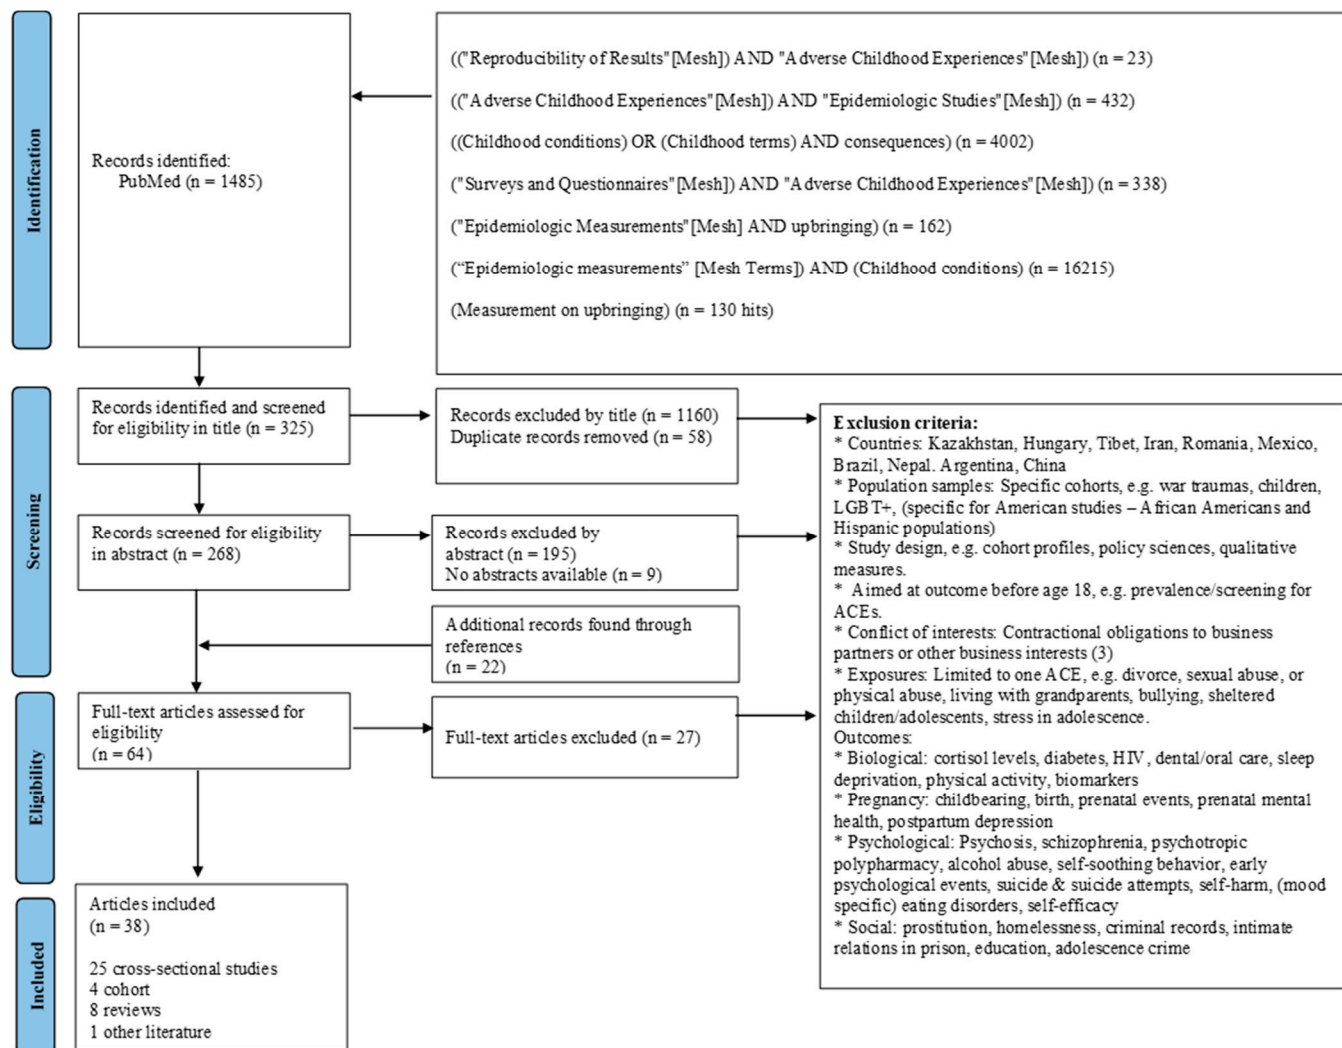 Identification
Records identified:
PubMed (n = 1485)
(("Reproducibility of Results"[Mesh]) AND "Adverse Childhood Experiences"[Mesh]) (n = 23)
(("Adverse Childhood Experiences"[Mesh]) AND "Epidemiologic Studies"[Mesh]) (n = 432)
((Childhood conditions) OR (Childhood terms) AND consequences) (n = 4002)
("Surveys and Questionnaires"[Mesh]) AND "Adverse Childhood Experiences"[Mesh]) (n = 338)
("Epidemiologic Measurements"[Mesh] AND upbringing) (n = 162)
(“Epidemiologic measurements” [Mesh Terms]) AND (Childhood conditions) (n = 16215)
(Measurement on upbringing) (n = 130 hits)
Screening
Records identified and screened
for eligibility in title (n = 325)
Records excluded by title (n = 1160)
Duplicate records removed (n = 58)
Records screened for eligibility
in abstract (n = 268)
Records excluded by
abstract (n = 195)
No abstracts available (n = 9)
Additional records found through
references
(n = 22)
Eligibility
Full-text articles assessed for
eligibility
(n = 64)
Full-text articles excluded (n = 27)
Exclusion criteria:
* Countries: Kazakhstan, Hungary, Tibet, Iran, Romania, Mexico,
Brazil, Nepal. Argentina, China
* Population samples: Specific cohorts, e.g. war traumas, children,
LGBT+, (specific for American studies – African Americans and
Hispanic populations)
* Study design, e.g. cohort profiles, policy sciences, qualitative
measures.
* Aimed at outcome before age 18, e.g. prevalence/screening for
ACEs.
* Conflict of interests: Contractional obligations to business
partners or other business interests (3)
* Exposures: Limited to one ACE, e.g. divorce, sexual abuse, or
physical abuse, living with grandparents, bullying, sheltered
children/adolescents, stress in adolescence.
Outcomes:
* Biological: cortisol levels, diabetes, HIV, dental/oral care, sleep
deprivation, physical activity, biomarkers
* Pregnancy: childbearing, birth, prenatal events, prenatal mental
health, postpartum depression
* Psychological: Psychosis, schizophrenia, psychotropic
polypharmacy, alcohol abuse, self-soothing behavior, early
psychological events, suicide & suicide attempts, self-harm, (mood
specific) eating disorders, self-efficacy
* Social: prostitution, homelessness, criminal records, intimate
relations in prison, education, adolescence crime
Included
Articles included
(n = 38)
25 cross-sectional studies
4 cohort
8 reviews
1 other literature